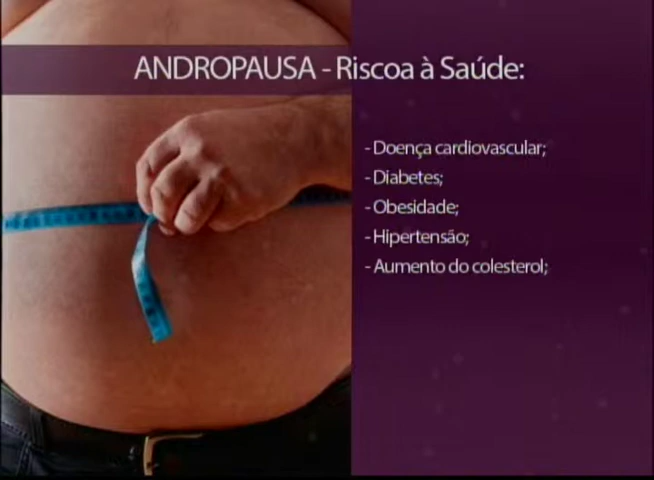 ANDROPAUSA - Riscoa à Saúde:
- Doença cardiovascular;
- Diabetes;
- Obesidade;
- Hipertensão;
- Aumento do colesterol;